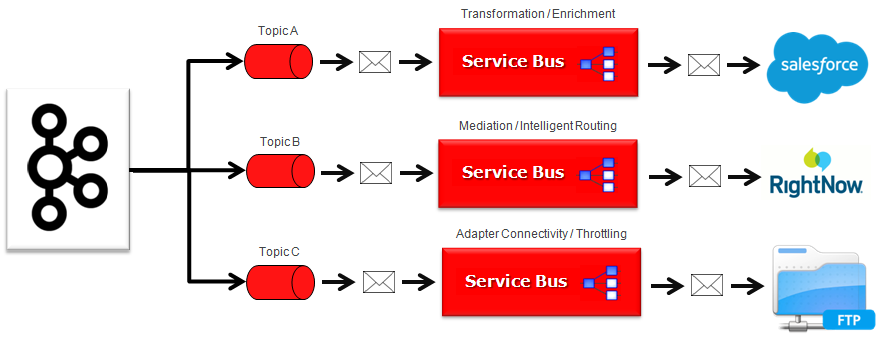 Transformation / Enrichment
Topic A
Service Bus
salesforce
Mediation / Intelligent Routing
Topic B
Service Bus
RightNow
Adapter Connectivity / Throttling
Topic C
Service Bus
FTP